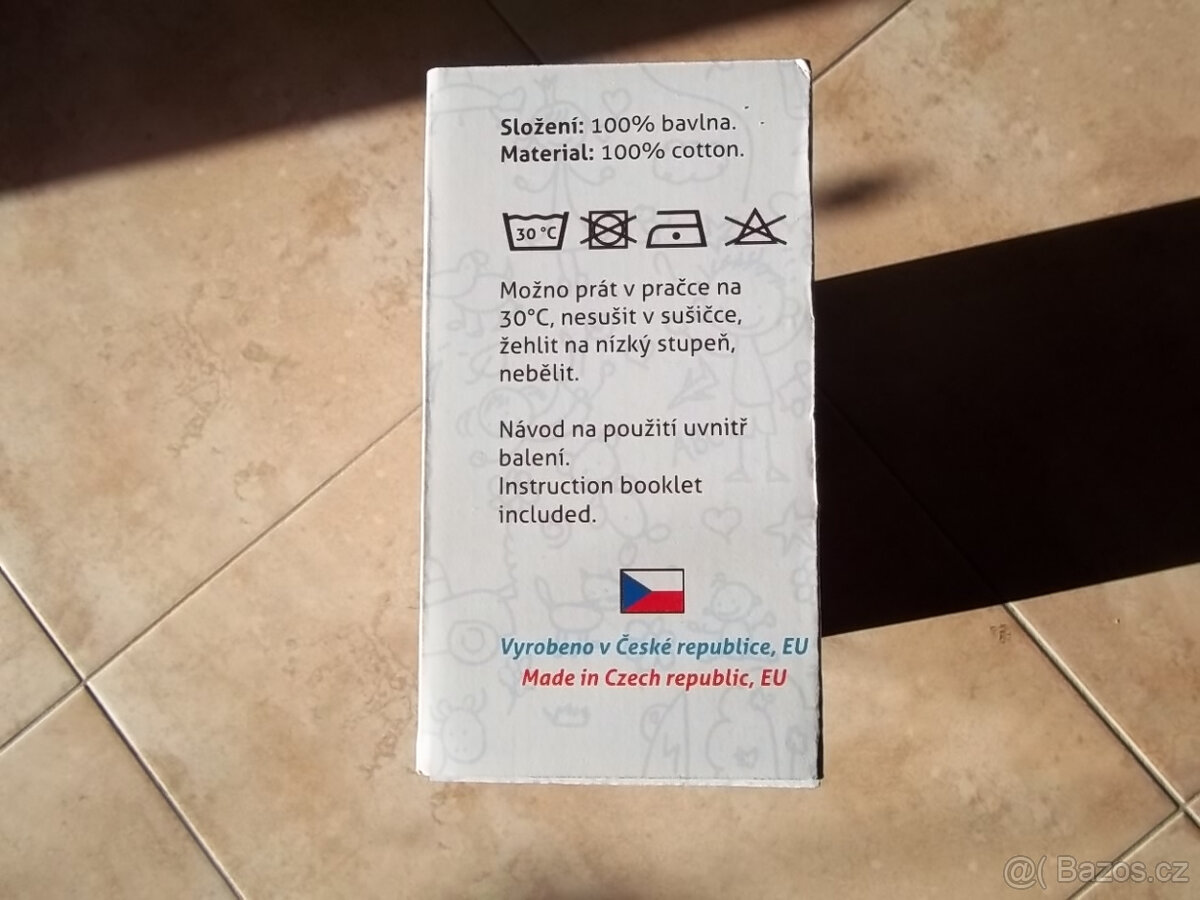 Složení: 100% bavlna.
Material: 100% cotton.
30 °C
Možno prát v pračce na
30°C, nesušit v sušičce,
žehlit na nízký stupeň,
nebělit.
Návod na použití uvnitř
balení.
Instruction booklet
included.
Vyrobeno v České republice, EU
Made in Czech republic, EU
@( Bazos.cz